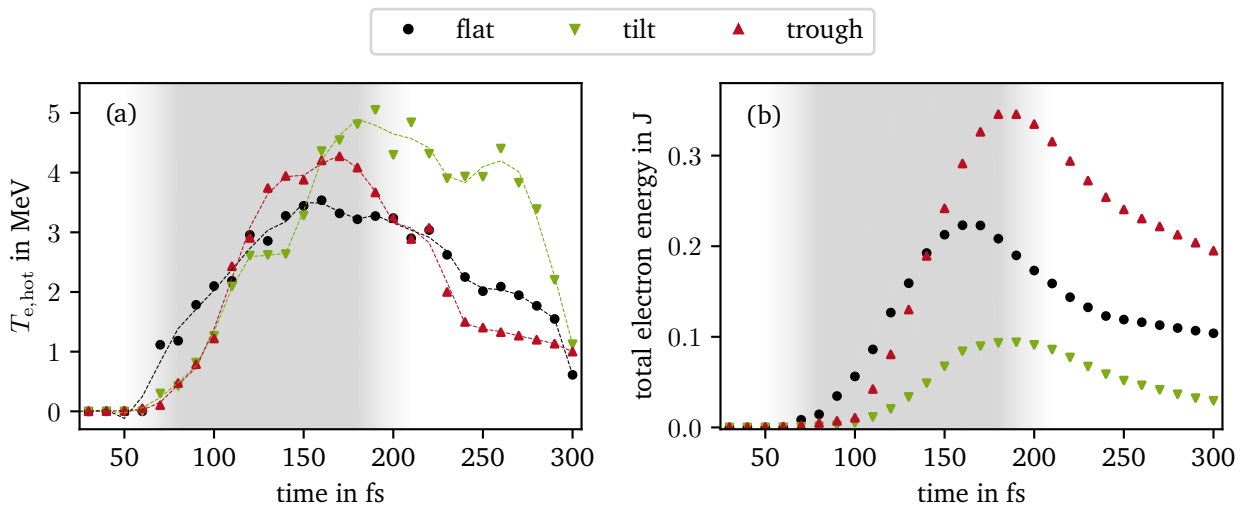 flat tilt trough
(a)
T_e,hot in MeV
5
4
3
2
1
0
50 100 150 200 250 300
time in fs
(b)
total electron energy in J
0.3
0.2
0.1
0.0
50 100 150 200 250 300
time in fs